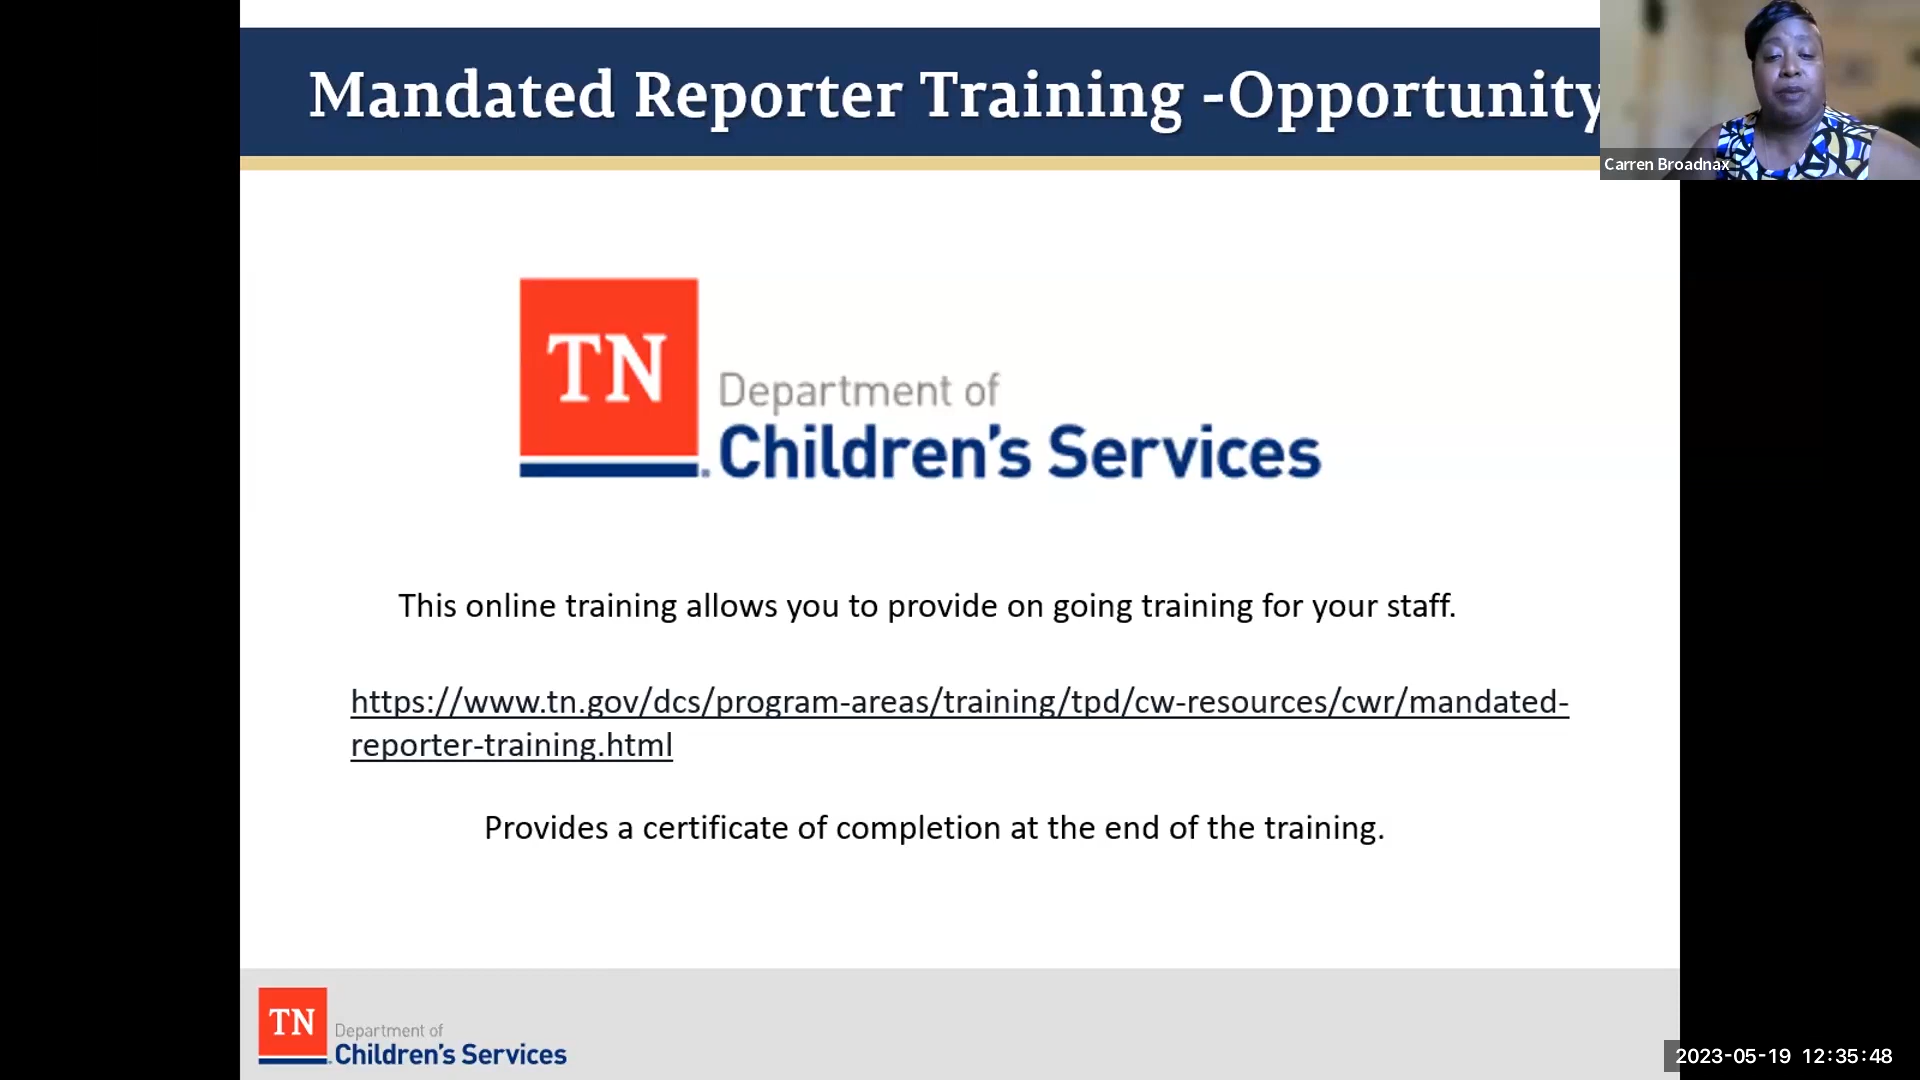 Mandated Reporter Training -Opportunity
Carren Broadnax
TN
Department of
Children's Services
This online training allows you to provide on going training for your staff.
https://www.tn.gov/dcs/program-areas/training/tpd/cw-resources/cwr/mandated-
reporter-training.html
Provides a certificate of completion at the end of the training.
TN
Department of
Children's Services
2023-05-19 12:35:48